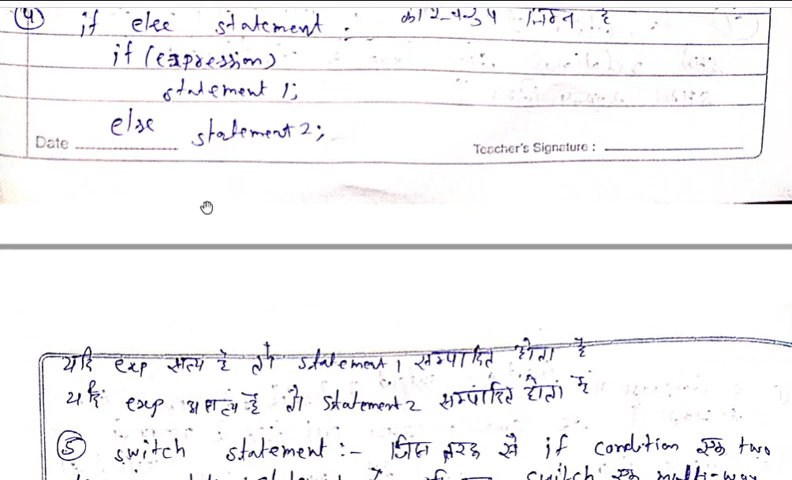 (4) if else statement : का व्यापक रूप निम्न है
if (expression)
statement 1;
else statement 2;
Date
Teacher's Signature :
यदि exp सत्य है तो statement 1 सम्पादित होता है
यदि exp असत्य है तो statement 2 सम्पादित होता है
(5) switch statement :- जिस तरह से if condition एक two
switch एक multi-way